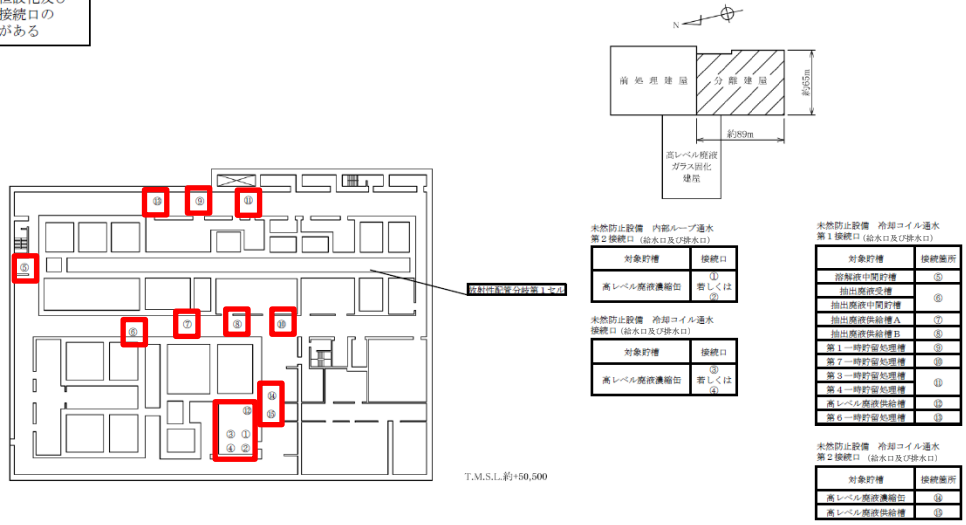 接続口の
がある
N
前処理建屋
分離建屋
約65m
約89m
高レベル廃液
ガラス固化
建屋
⑬ ⑨ ⑪
⑤
放射性配管分岐第１セル
⑥ ⑦ ⑧ ⑩
⑭
⑮
⑫
③ ①
④ ②
T.M.S.L.約+50,500
未然防止設備 内部ループ通水
第２接続口 (給水口及び排水口)
対象貯槽 接続口
高レベル廃液濃縮缶 ① 若しくは ②
未然防止設備 冷却コイル通水
接続口 (給水口及び排水口)
対象貯槽 接続口
高レベル廃液濃縮缶 ③ 若しくは ④
未然防止設備 冷却コイル通水
第１接続口 (給水口及び排水口)
対象貯槽 接続箇所
溶解液中間貯槽 ⑤
抽出廃液受槽 ⑥
抽出廃液中間貯槽
抽出廃液供給槽Ａ ⑦
抽出廃液供給槽Ｂ ⑧
第１一時貯留処理槽 ⑨
第７一時貯留処理槽 ⑩
第３一時貯留処理槽 ⑪
第４一時貯留処理槽
高レベル廃液供給槽 ⑫
第６一時貯留処理槽 ⑬
未然防止設備 冷却コイル通水
第２接続口 (給水口及び排水口)
対象貯槽 接続箇所
高レベル廃液濃縮缶 ⑭
高レベル廃液供給槽 ⑮